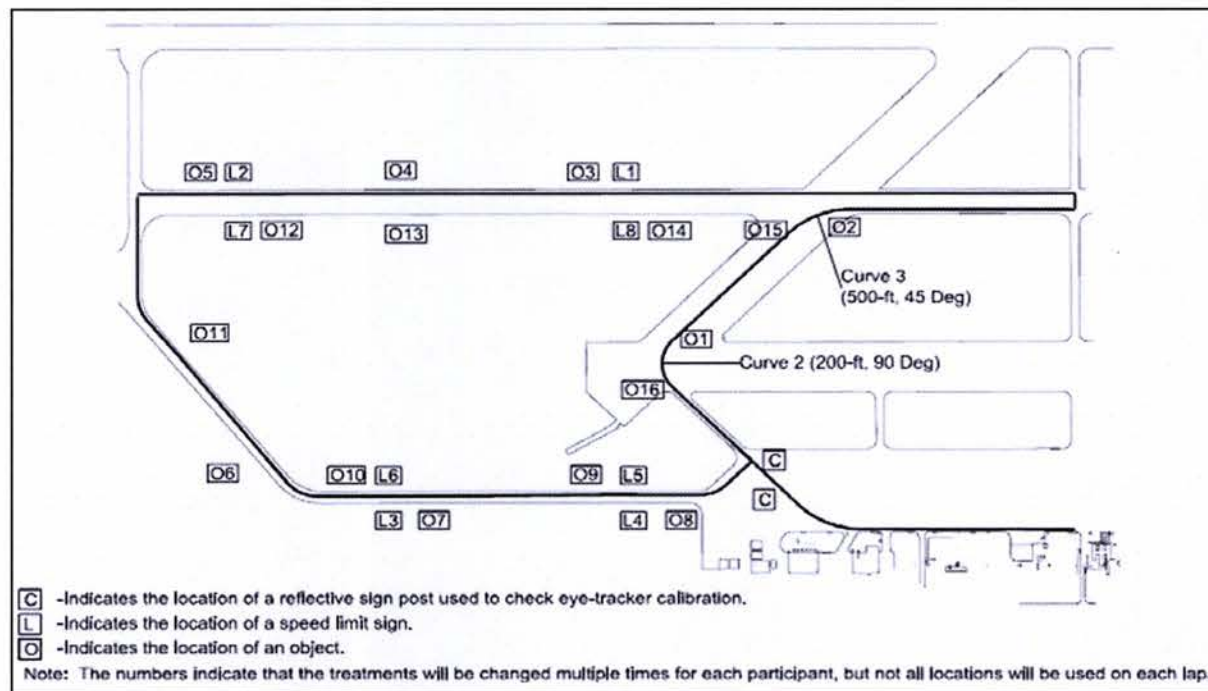 O5 L2 O4 O3 L1
L7 O12 O13 L8 O14 O15 O2
Curve 3
(500-ft, 45 Deg)
O11 O1
Curve 2 (200-ft, 90 Deg)
O16
O6 O10 L6 O9 L5 C
C
L3 O7 L4 O8
C -Indicates the location of a reflective sign post used to check eye-tracker calibration.
L -Indicates the location of a speed limit sign.
O -Indicates the location of an object.
Note: The numbers indicate that the treatments will be changed multiple times for each participant, but not all locations will be used on each lap.